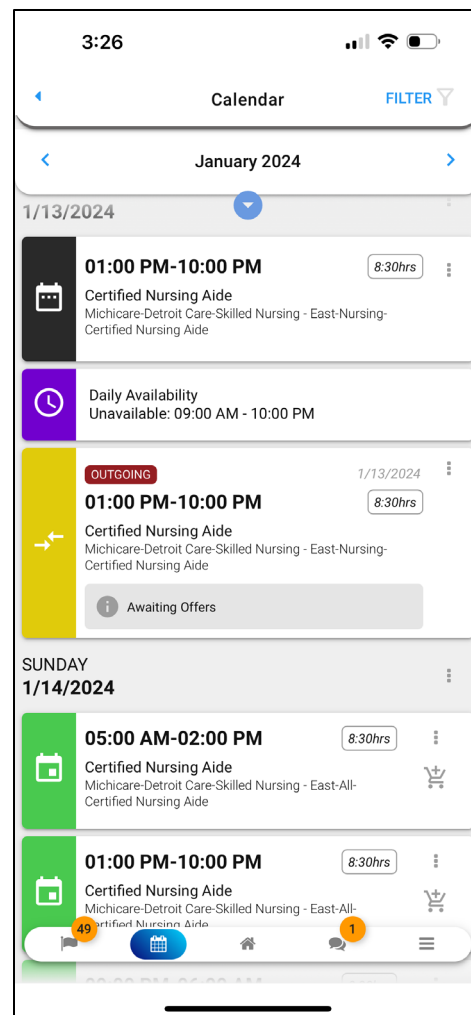 3:26
Calendar
FILTER
January 2024
1/13/2024
01:00 PM-10:00 PM
8:30hrs
Certified Nursing Aide
Michicare-Detroit Care-Skilled Nursing - East-Nursing-
Certified Nursing Aide
Daily Availability
Unavailable: 09:00 AM - 10:00 PM
OUTGOING
1/13/2024
01:00 PM-10:00 PM
8:30hrs
Certified Nursing Aide
Michicare-Detroit Care-Skilled Nursing - East-Nursing-
Certified Nursing Aide
Awaiting Offers
SUNDAY
1/14/2024
05:00 AM-02:00 PM
8:30hrs
Certified Nursing Aide
Michicare-Detroit Care-Skilled Nursing - East-All-
Certified Nursing Aide
01:00 PM-10:00 PM
8:30hrs
Certified Nursing Aide
Michicare-Detroit Care-Skilled Nursing - East-All-
Certified Nursing Aide
49
1